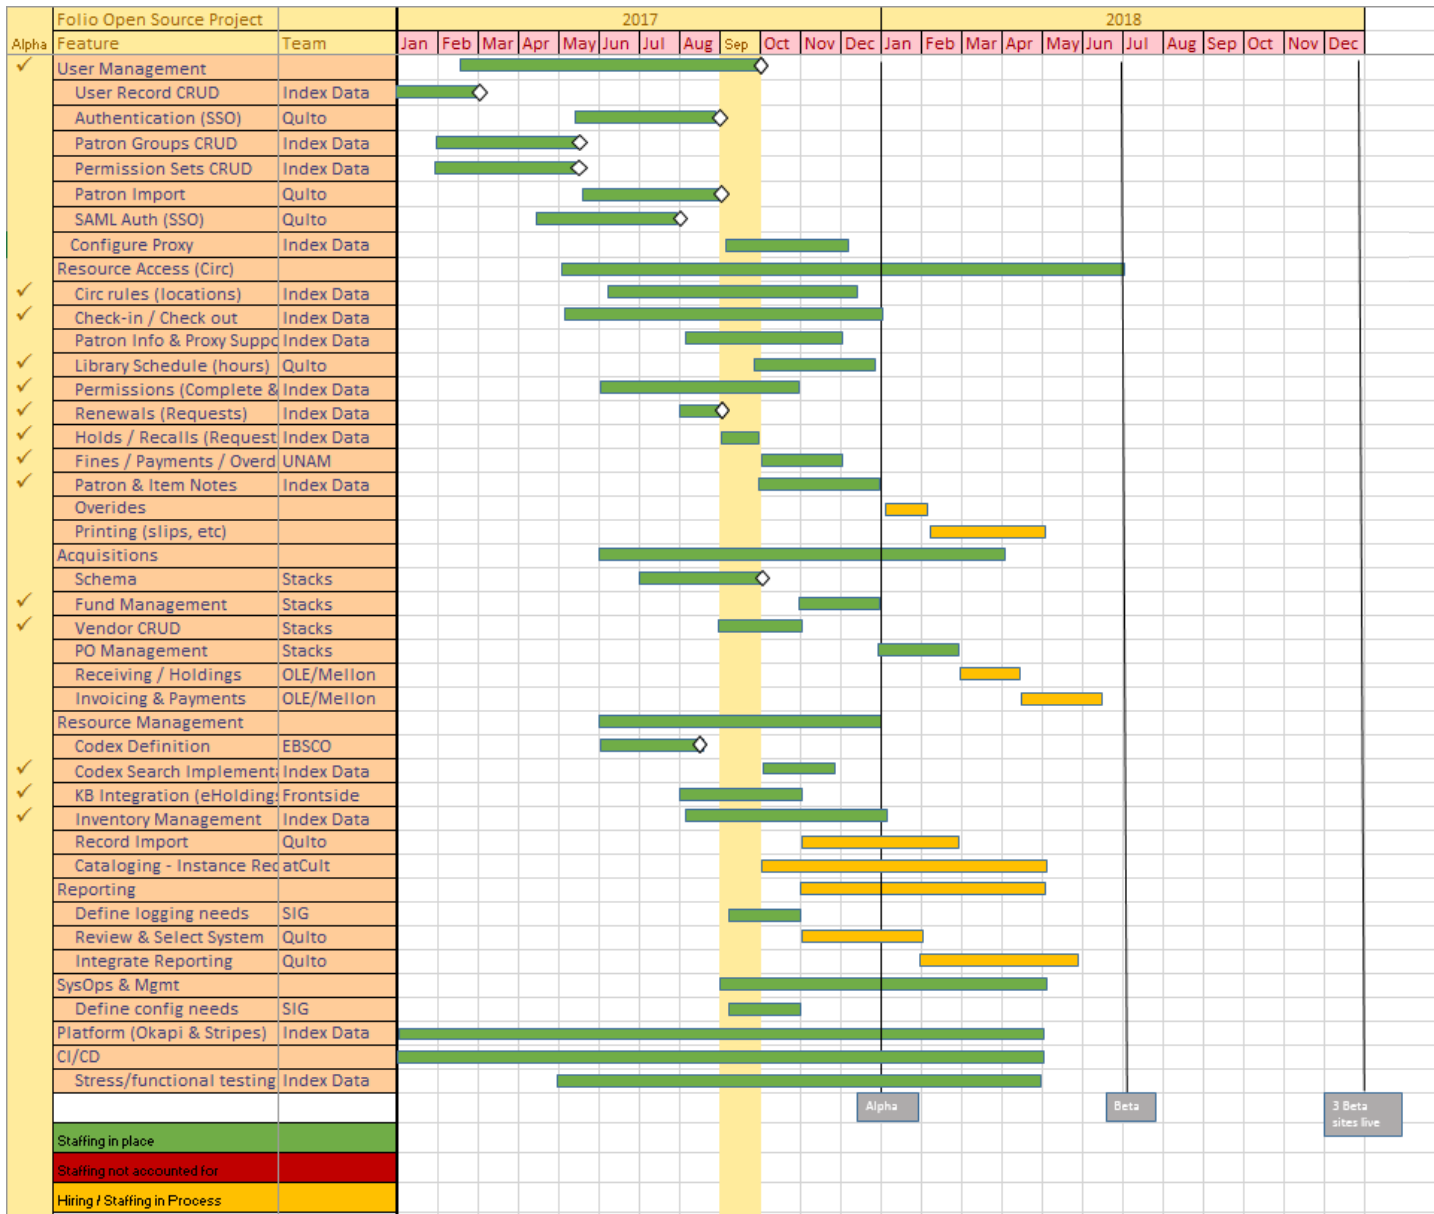 Folio Open Source Project 2017 2018
Alpha Feature Team Jan Feb Mar Apr May Jun Jul Aug Sep Oct Nov Dec Jan Feb Mar Apr May Jun Jul Aug Sep Oct Nov Dec
✓ User Management
User Record CRUD Index Data
Authentication (SSO) Qulto
Patron Groups CRUD Index Data
Permission Sets CRUD Index Data
Patron Import Qulto
SAML Auth (SSO) Qulto
Configure Proxy Index Data
Resource Access (Circ)
✓ Circ rules (locations) Index Data
✓ Check-in / Check out Index Data
Patron Info & Proxy Suppo Index Data
✓ Library Schedule (hours) Qulto
✓ Permissions (Complete & Index Data
✓ Renewals (Requests) Index Data
✓ Holds / Recalls (Request Index Data
✓ Fines / Payments / Overd UNAM
✓ Patron & Item Notes Index Data
Overides
Printing (slips, etc)
Acquisitions
Schema Stacks
✓ Fund Management Stacks
✓ Vendor CRUD Stacks
PO Management Stacks
Receiving / Holdings OLE/Mellon
Invoicing & Payments OLE/Mellon
Resource Management
Codex Definition EBSCO
✓ Codex Search Implementa Index Data
✓ KB Integration (eHoldings Frontside
✓ Inventory Management Index Data
Record Import Qulto
Cataloging - Instance Rec atCult
Reporting
Define logging needs SIG
Review & Select System Qulto
Integrate Reporting Qulto
SysOps & Mgmt
Define config needs SIG
Platform (Okapi & Stripes) Index Data
CI/CD
Stress/functional testing Index Data
Alpha Beta 3 Beta
sites live
Staffing in place
Staffing not accounted for
Hiring / Staffing in Process